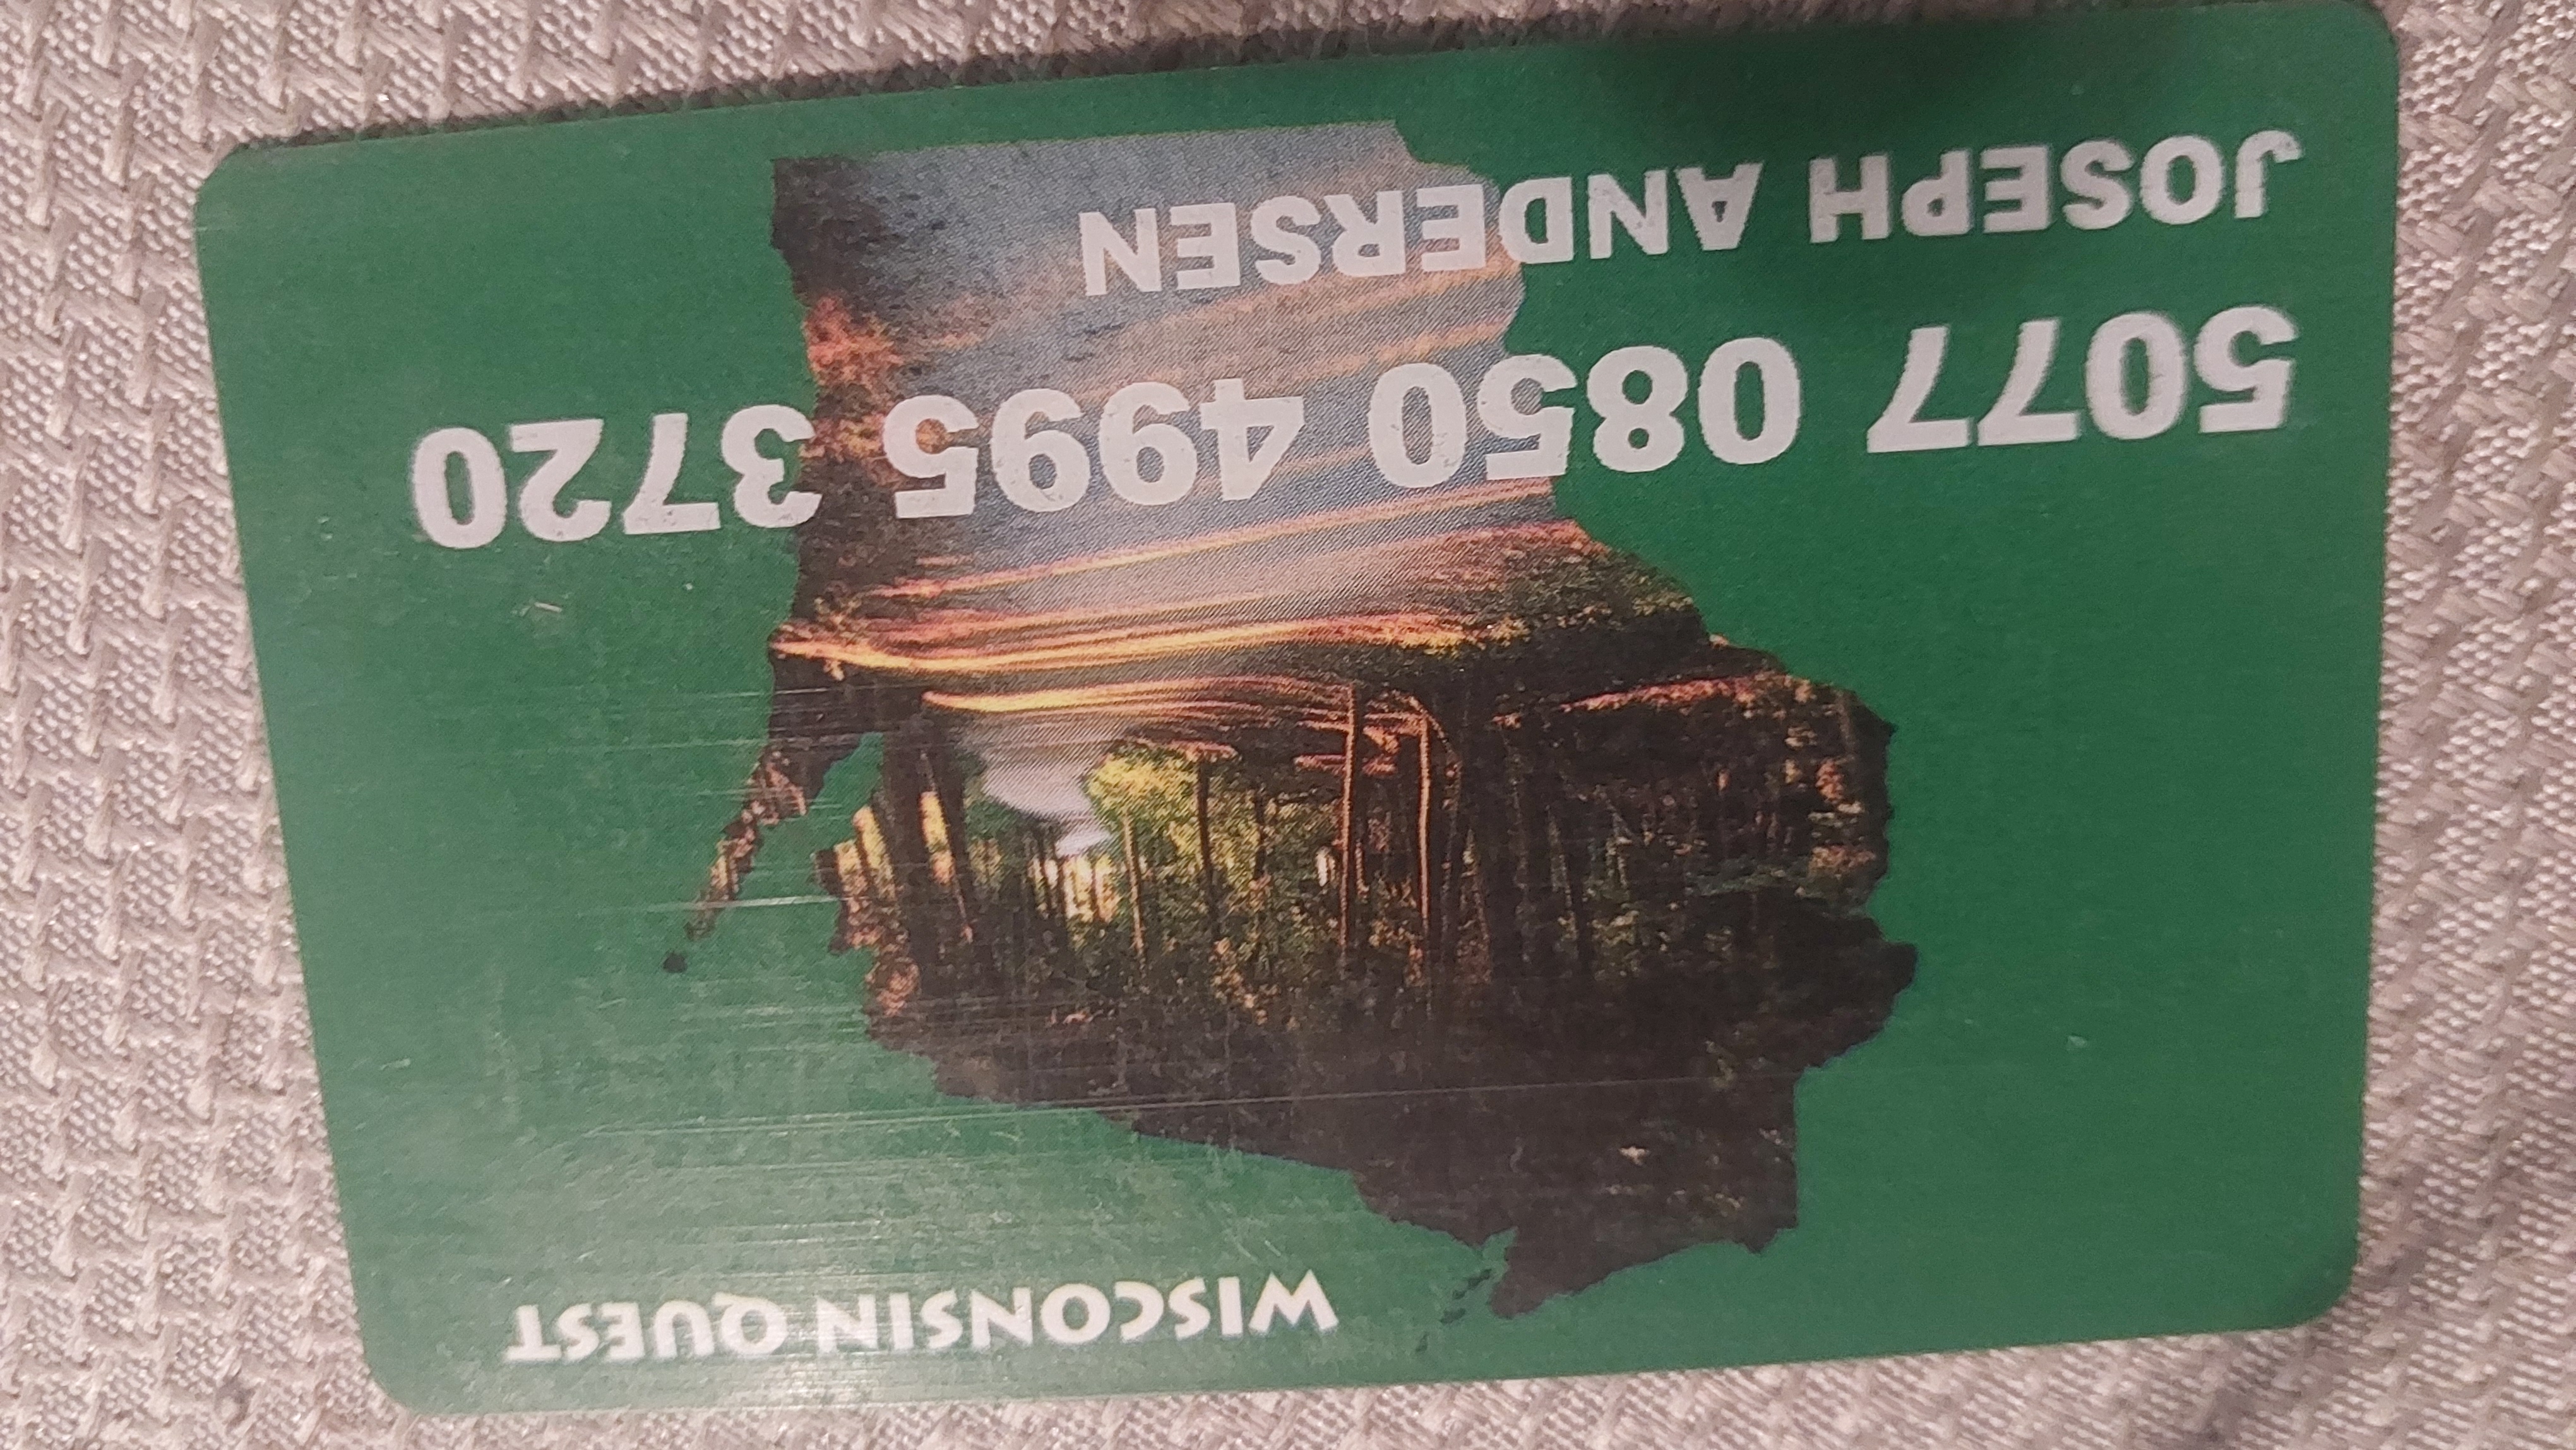 WISCONSIN QUEST
5077 0850 4995 3720
JOSEPH ANDERSEN